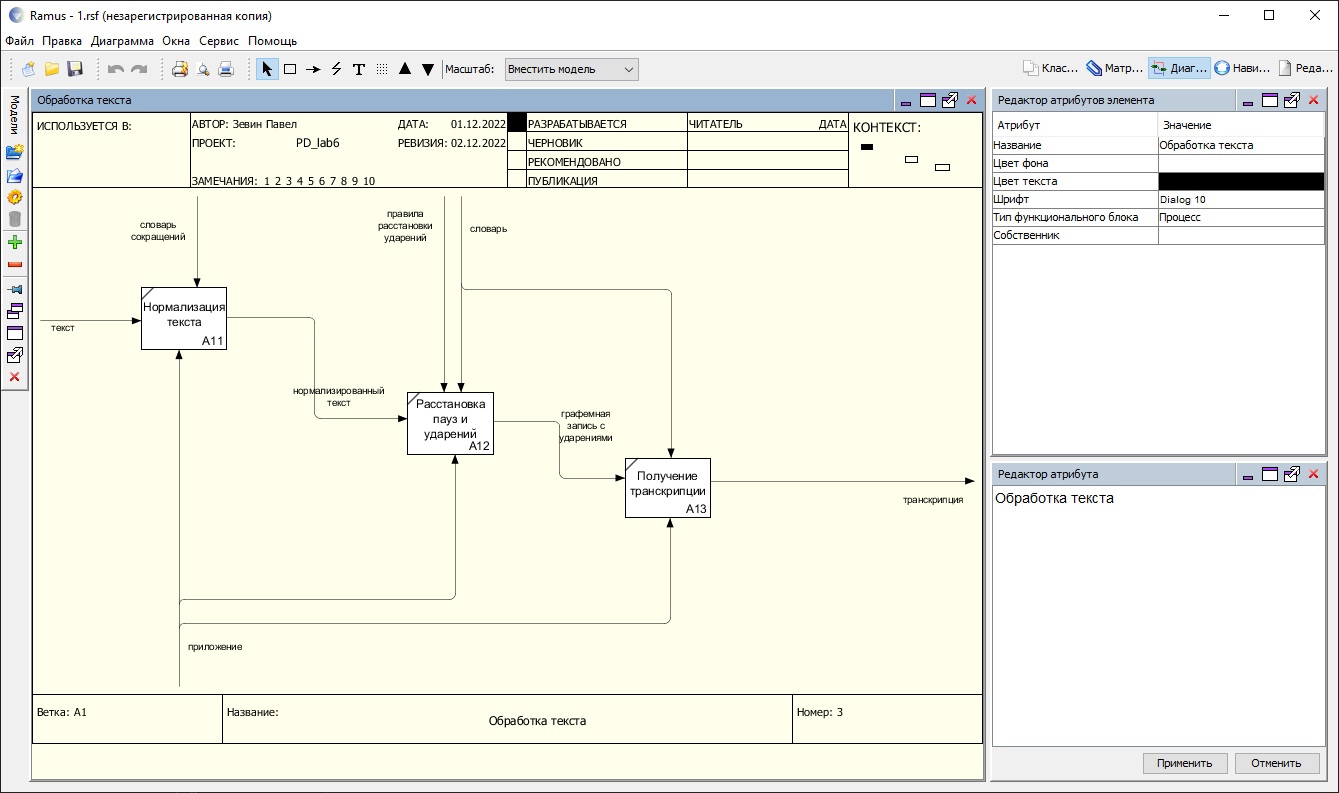 Ramus - 1.rsf (незарегистрированная копия)
Файл Правка Диаграмма Окна Сервис Помощь
T Масштаб: Вместить модель Клас... Матр... Диаг... Нави... Реда...
Модели
Обработка текста
ИСПОЛЬЗУЕТСЯ В:
АВТОР: Зевин Павел ДАТА: 01.12.2022
ПРОЕКТ: PD_lab6 РЕВИЗИЯ: 02.12.2022
ЗАМЕЧАНИЯ: 1 2 3 4 5 6 7 8 9 10
РАЗРАБАТЫВАЕТСЯ
ЧЕРНОВИК
РЕКОМЕНДОВАНО
ПУБЛИКАЦИЯ
ЧИТАТЕЛЬ ДАТА
КОНТЕКСТ:
словарь
сокращений
правила
расстановки
ударений
словарь
текст
Нормализация
текста
A11
нормализированный
текст
Расстановка
пауз и
ударений
A12
графемная
запись с
ударениями
Получение
транскрипции
A13
транскрипция
приложение
Ветка: A1
Название:
Обработка текста
Номер: 3
Редактор атрибутов элемента
Атрибут Значение
Название Обработка текста
Цвет фона
Цвет текста
Шрифт Dialog 10
Тип функционального блока Процесс
Собственник
Редактор атрибута
Обработка текста
Применить Отменить